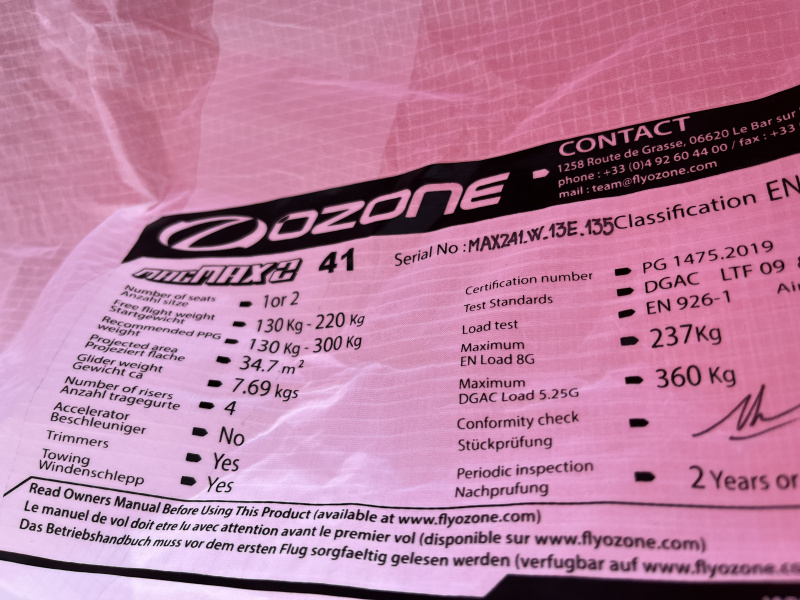 OZONE
CONTACT
1258 Route de Grasse, 06620 Le Bar sur
phone : +33 (0)4 92 60 44 00 / fax : +33
mail : team@flyozone.com
MAGMAX2 41
Serial No : MAX241.W.13E.135
Classification EN
Number of seats
Anzahl sitze
1or 2
Free flight weight
Startgewicht
130 Kg - 220 Kg
Recommended PPG
weight
130 Kg - 300 Kg
Projected area
Projeziert flache
34.7 m²
Glider weight
Gewicht ca
7.69 kgs
Number of risers
Anzahl tragegurte
4
Accelerator
Beschleuniger
No
Trimmers
Yes
Towing
Windenschlepp
Yes
Certification number
PG 1475.2019
Test Standards
DGAC LTF 09 &
EN 926-1
Load test
Maximum
EN Load 8G
237Kg
Maximum
DGAC Load 5.25G
360 Kg
Conformity check
Stückprüfung
Periodic inspection
Nachprufung
2 Years or
Read Owners Manual Before Using This Product (available at www.flyozone.com)
Le manuel de vol doit etre lu avec attention avant le premier vol (disponible sur www.flyozone.com)
Das Betriebshandbuch muss vor dem ersten Flug sorgfaeltig gelesen werden (verfugbar auf www.flyozone.co